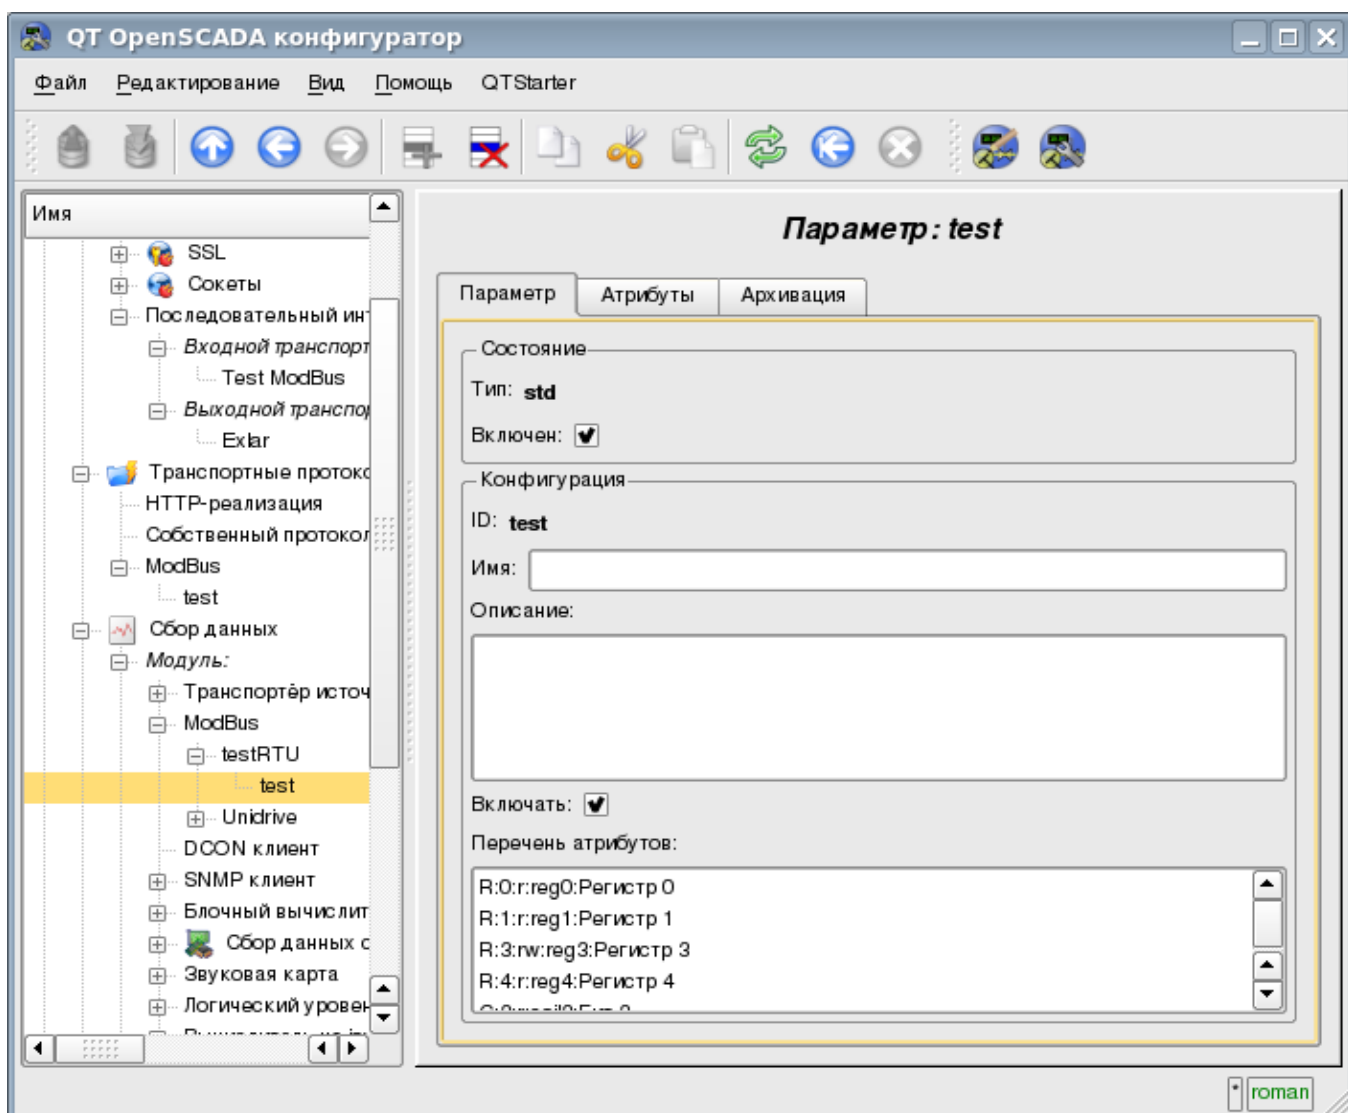 QT OpenSCADA конфигуратор
Файл Редактирование Вид Помощь QTStarter
Имя
SSL
Сокеты
Последовательный инт
Входной транспорт
Test ModBus
Выходной транспор
Exlar
Транспортные протоко
HTTP-реализация
Собственный протокол
ModBus
test
Сбор данных
Модуль:
Транспортёр источ
ModBus
testRTU
test
Unidrive
DCON клиент
SNMP клиент
Блочный вычислит
Сбор данных с
Звуковая карта
Логический уровен
Параметр: test
Параметр Атрибуты Архивация
Состояние
Тип: std
Включен:
Конфигурация
ID: test
Имя:
Описание:
Включать:
Перечень атрибутов:
R:0:r:reg0:Регистр 0
R:1:r:reg1:Регистр 1
R:3:rw:reg3:Регистр 3
R:4:r:reg4:Регистр 4
* roman